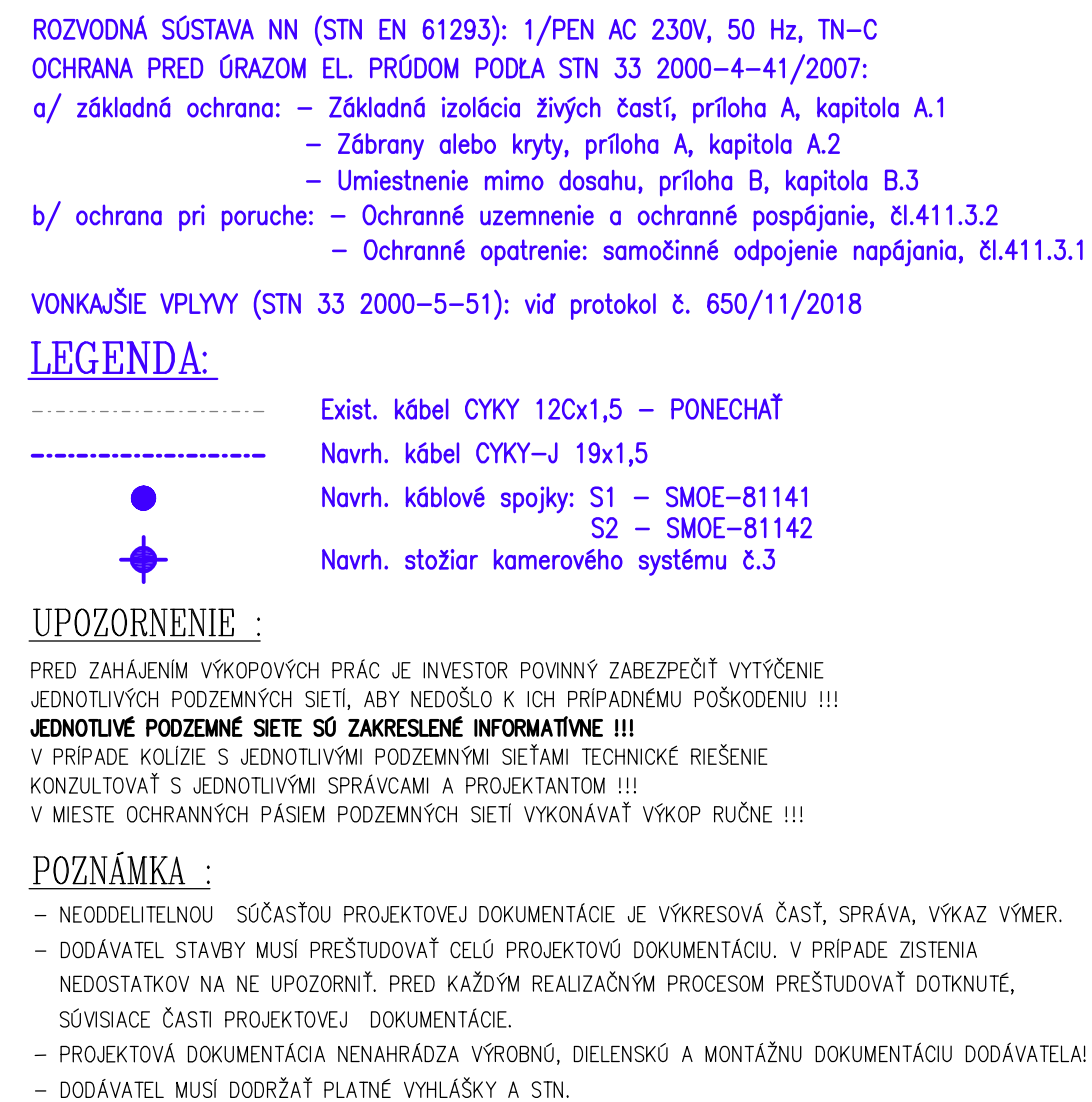 ROZVODNÁ SÚSTAVA NN (STN EN 61293): 1/PEN AC 230V, 50 Hz, TN-C
OCHRANA PRED ÚRAZOM EL. PRÚDOM PODĽA STN 33 2000-4-41/2007:
a/ základná ochrana: - Základná izolácia živých častí, príloha A, kapitola A.1
- Zábrany alebo kryty, príloha A, kapitola A.2
- Umiestnenie mimo dosahu, príloha B, kapitola B.3
b/ ochrana pri poruche: - Ochranné uzemnenie a ochranné pospájanie, čl.411.3.2
- Ochranné opatrenie: samočinné odpojenie napájania, čl.411.3.1
VONKAJŠIE VPLYVY (STN 33 2000-5-51): viď protokol č. 650/11/2018
LEGENDA:
Exist. kábel CYKY 12Cx1,5 - PONECHAŤ
Navrh. kábel CYKY-J 19x1,5
Navrh. káblové spojky: S1 - SMOE-81141
S2 - SMOE-81142
Navrh. stožiar kamerového systému č.3
UPOZORNENIE :
PRED ZAHÁJENÍM VÝKOPOVÝCH PRÁC JE INVESTOR POVINNÝ ZABEZPEČIŤ VYTÝČENIE
JEDNOTLIVÝCH PODZEMNÝCH SIETÍ, ABY NEDOŠLO K ICH PRÍPADNÉMU POŠKODENIU !!!
JEDNOTLIVÉ PODZEMNÉ SIETE SÚ ZAKRESLENÉ INFORMATÍVNE !!!
V PRÍPADE KOLÍZIE S JEDNOTLIVÝMI PODZEMNÝMI SIEŤAMI TECHNICKÉ RIEŠENIE
KONZULTOVAŤ S JEDNOTLIVÝMI SPRÁVCAMI A PROJEKTANTOM !!!
V MIESTE OCHRANNÝCH PÁSIEM PODZEMNÝCH SIETÍ VYKONÁVAŤ VÝKOP RUČNE !!!
POZNÁMKA :
- NEODDELITELNOU SÚČASŤOU PROJEKTOVEJ DOKUMENTÁCIE JE VÝKRESOVÁ ČASŤ, SPRÁVA, VÝKAZ VÝMER.
- DODÁVATEL STAVBY MUSÍ PREŠTUDOVAŤ CELÚ PROJEKTOVÚ DOKUMENTÁCIU. V PRÍPADE ZISTENIA
NEDOSTATKOV NA NE UPOZORNIŤ. PRED KAŽDÝM REALIZAČNÝM PROCESOM PREŠTUDOVAŤ DOTKNUTÉ,
SÚVISIACE ČASTI PROJEKTOVEJ DOKUMENTÁCIE.
- PROJEKTOVÁ DOKUMENTÁCIA NENAHRÁDZA VÝROBNÚ, DIELENSKÚ A MONTÁŽNU DOKUMENTÁCIU DODÁVATELA!
- DODÁVATEL MUSÍ DODRŽAŤ PLATNÉ VYHLÁŠKY A STN.